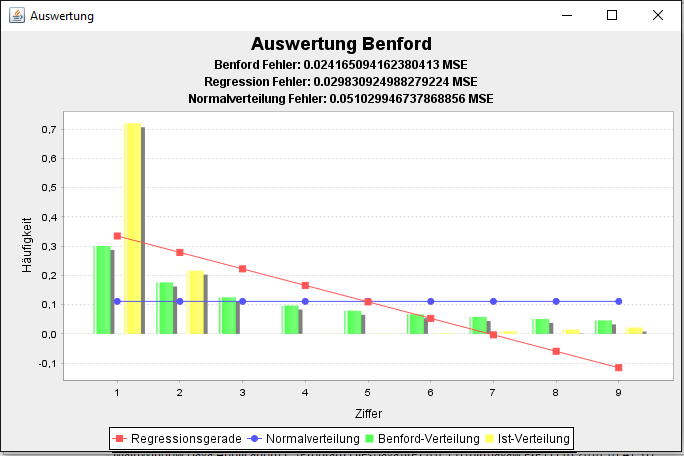 Auswertung
Auswertung Benford
Benford Fehler: 0.024165094162380413 MSE
Regression Fehler: 0.029830924988279224 MSE
Normalverteilung Fehler: 0.051029946737868856 MSE
0,7
0,6
0,5
0,4
0,3
0,2
0,1
0,0
-0,1
Häufigkeit
1 2 3 4 5 6 7 8 9
Ziffer
Regressionsgerade Normalverteilung Benford-Verteilung Ist-Verteilung